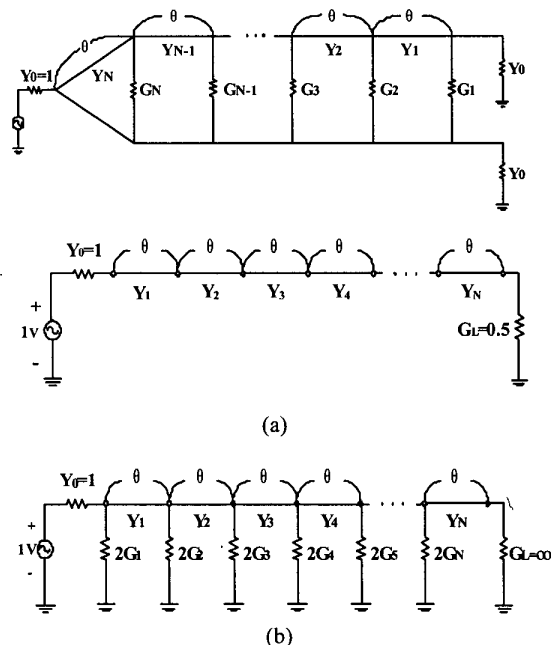 θ θ θ θ
Y0=1 YN YN-1 ... Y2 Y1 Y0
GN GN-1 G3 G2 G1
Y0
Y0=1 θ θ θ θ θ
Y1 Y2 Y3 Y4 YN
+
1V
-
GL=0.5
(a)
Y0=1 θ θ θ θ θ
Y1 Y2 Y3 Y4 YN
+
1V
-
2G1 2G2 2G3 2G4 2G5 2GN GL=∞
(b)